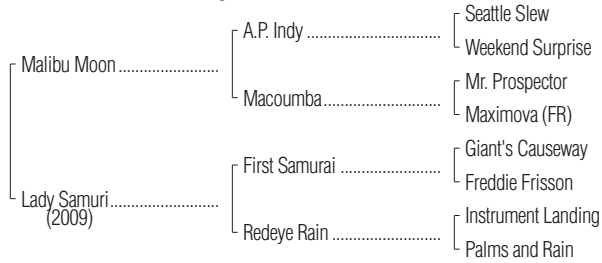 Seattle Slew
A.P. Indy ..............................
Weekend Surprise
Malibu Moon ......................
Mr. Prospector
Macoumba..........................
Maximova (FR)
Giant's Causeway
First Samurai ......................
Freddie Frisson
Lady Samuri........................
(2009)
Instrument Landing
Redeye Rain ........................
Palms and Rain